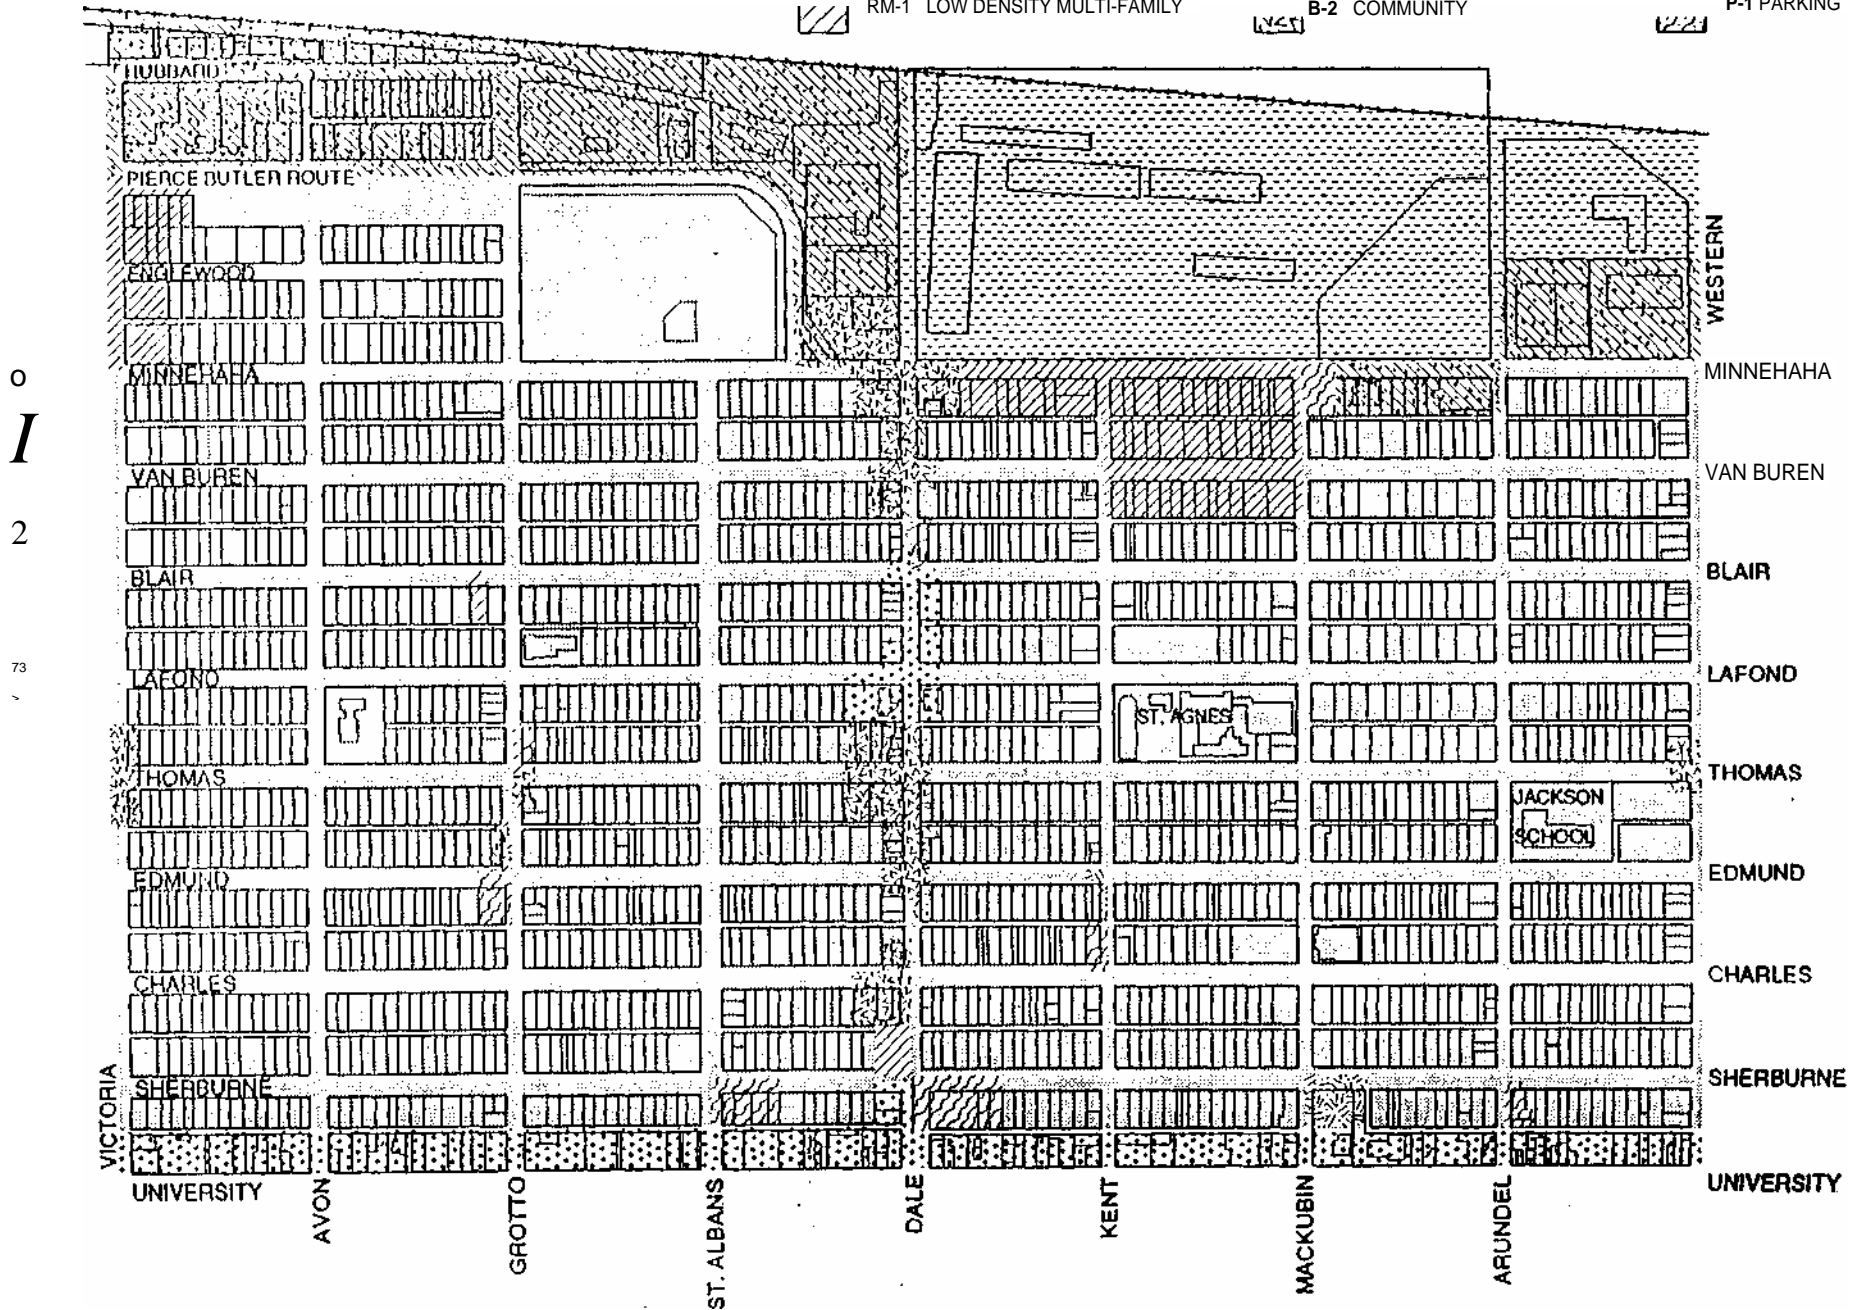 RM-1 LOW DENSITY MULTI-FAMILY
B-2 COMMUNITY
P-1 PARKING
HUBBARD
PIERCE BUTLER ROUTE
ENGLEWOOD
WESTERN
MINNEHAHA
MINNEHAHA
VAN BUREN
VAN BUREN
BLAIR
BLAIR
LAFOND
LAFOND
ST. AGNES
THOMAS
THOMAS
JACKSON
SCHOOL
EDMUND
EDMUND
CHARLES
CHARLES
SHERBURNE
SHERBURNE
VICTORIA
UNIVERSITY
UNIVERSITY
AVON
GROTTO
ST. ALBANS
DALE
KENT
MACKUBIN
ARUNDEL
o
I
2
73
>